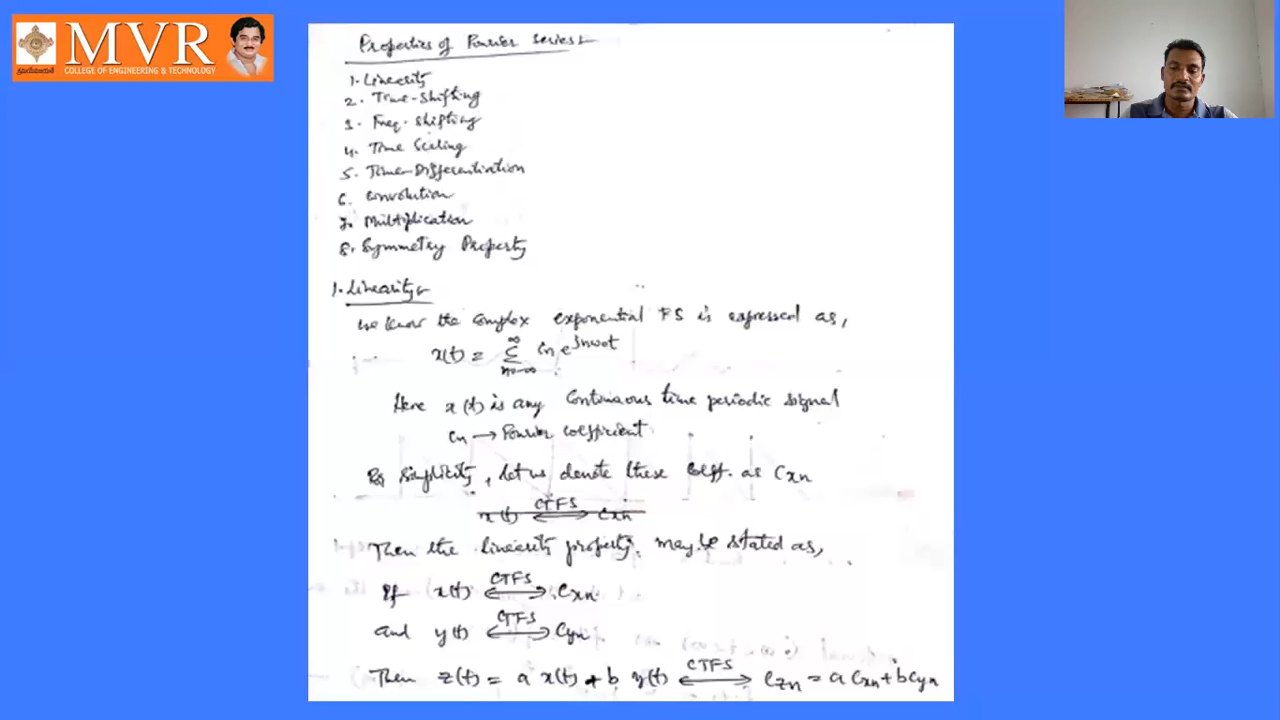 MVR
COLLEGE OF ENGINEERING & TECHNOLOGY
Properties of Fourier series:
1. Linearity
2. Time-shifting
3. Freq. shifting
4. Time Scaling
5. Time-Differentiation
6. Convolution
7. Multiplication
8. Symmetry Property
1. Linearity:
We know the complex exponential FS is expressed as,
x(t) = ∞ Σ n=-∞ Cn e^jnω0t
Here x(t) is any continuous time periodic signal
Cn → Fourier coefficient
For Simplicity, let us denote these coeff. as Cxn
x(t) ⟷ CTFS Cxn
Then the linearity property may be stated as,
If x(t) ⟷ CTFS Cxn
and y(t) ⟷ CTFS Cyn
Then z(t) = a x(t) + b y(t) ⟷ CTFS Czn = a Cxn + b Cyn